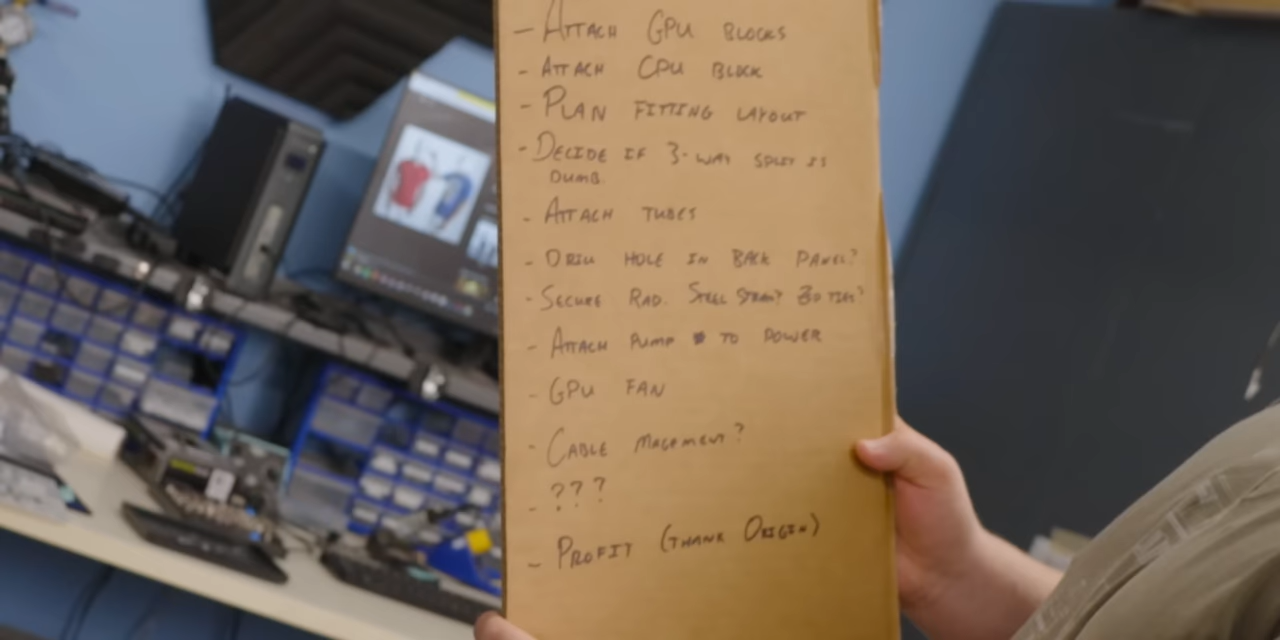 - ATTACH GPU BLOCKS
- ATTACH CPU BLOCK
- PLAN FITTING LAYOUT
- DECIDE IF 3-WAY SPLIT IS
DUMB.
- ATTACH TUBES
- DRILL HOLE IN BACK PANEL?
- SECURE RAD. STEEL STRAP? ZIP TIES?
- ATTACH PUMP TO POWER
- GPU FAN
- CABLE MAGEMENT?
- ???
- PROFIT (THANK ORIGIN)